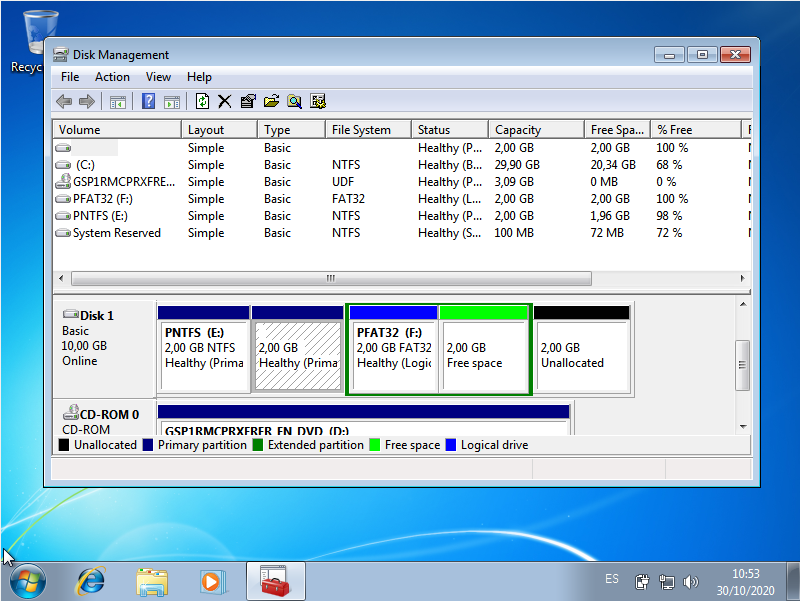 Recyc
Disk Management
File Action View Help
Volume Layout Type File System Status Capacity Free Spa... % Free
Simple Basic Healthy (P... 2,00 GB 2,00 GB 100 %
(C:) Simple Basic NTFS Healthy (B... 29,90 GB 20,34 GB 68 %
GSP1RMCPRXFRE... Simple Basic UDF Healthy (P... 3,09 GB 0 MB 0 %
PFAT32 (F:) Simple Basic FAT32 Healthy (L... 2,00 GB 2,00 GB 100 %
PNTFS (E:) Simple Basic NTFS Healthy (P... 2,00 GB 1,96 GB 98 %
System Reserved Simple Basic NTFS Healthy (S... 100 MB 72 MB 72 %
Disk 1
Basic
10,00 GB
Online
PNTFS (E:)
2,00 GB NTFS
Healthy (Prima
2,00 GB
Healthy (Prima
PFAT32 (F:)
2,00 GB FAT32
Healthy (Logic
2,00 GB
Free space
2,00 GB
Unallocated
CD-ROM 0
CD-ROM
GSP1RMCPRXFRER_EN_DVD (D:)
Unallocated Primary partition Extended partition Free space Logical drive
ES
10:53
30/10/2020